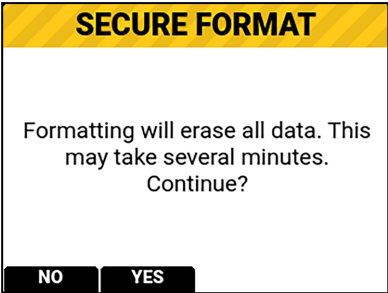 SECURE FORMAT
Formatting will erase all data. This
may take several minutes.
Continue?
NO YES